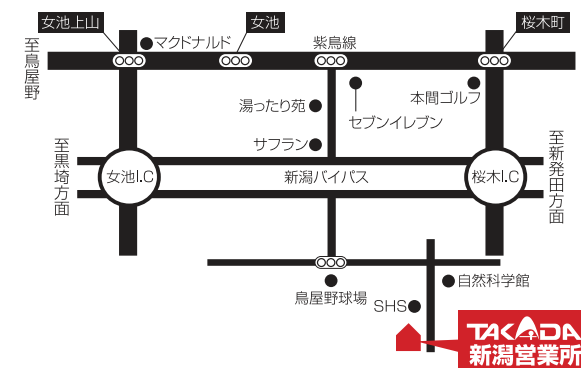 女池上山
女池
桜木町
マクドナルド
紫鳥線
至鳥屋野
本間ゴルフ
湯ったり苑
セブンイレブン
サフラン
至黒埼方面
至新発田方面
女池I.C
新潟バイパス
桜木I.C
自然科学館
鳥屋野球場
SHS
TAKADA
新潟営業所